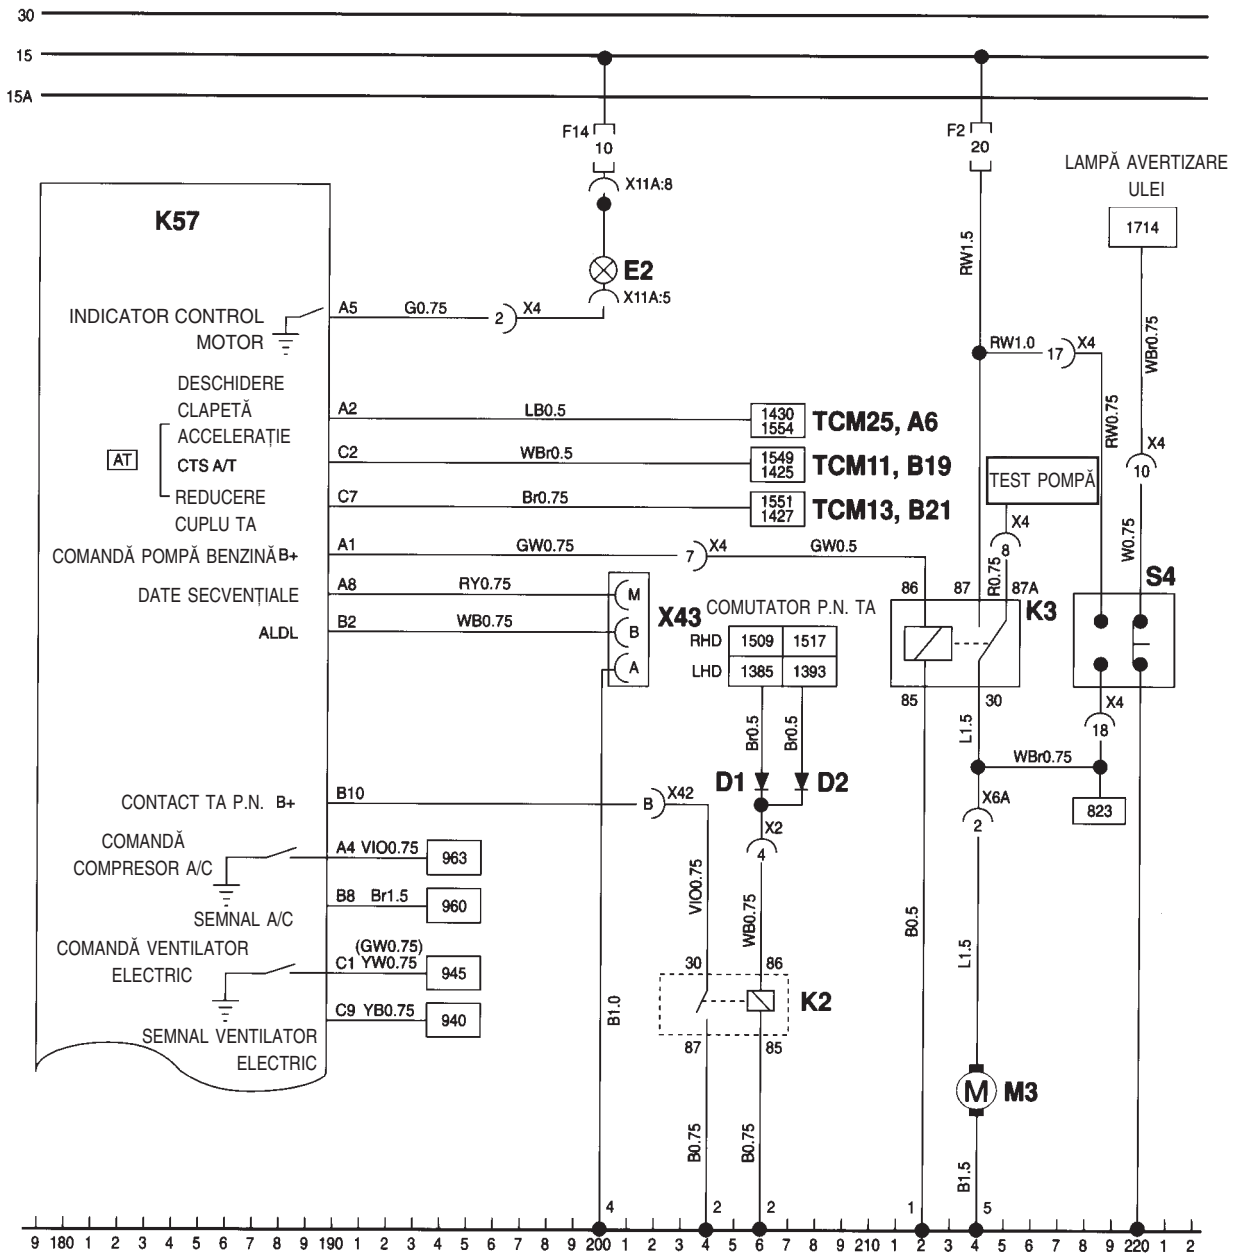 30
15
15A
F14
10
X11A:8
F2
20
LAMPĂ AVERTIZARE
ULEI
1714
K57
E2
X11A:5
RW1.5
WBr0.75
INDICATOR CONTROL
MOTOR
A5
G0.75
2
X4
RW1.0
17
X4
RW0.75
DESCHIDERE
CLAPETĂ
ACCELERAȚIE
A2
LB0.5
1430
1554
TCM25, A6
AT
CTS A/T
C2
WBr0.5
1549
1425
TCM11, B19
X4
10
REDUCERE
CUPLU TA
C7
Br0.75
1551
1427
TCM13, B21
TEST POMPĂ
X4
8
R0.75
W0.75
COMANDĂ POMPĂ BENZINĂ B+
A1
GW0.75
7
X4
GW0.5
DATE SECVENȚIALE
A8
RY0.75
M
86
87
87A
K3
S4
ALDL
B2
WB0.75
B
X43
A
COMUTATOR P.N. TA
RHD
1509
1517
LHD
1385
1393
85
30
X4
18
Br0.5
Br0.5
L1.5
WBr0.75
D1
D2
CONTACT TA P.N. B+
B10
B
X42
X2
4
X6A
2
823
COMANDĂ
COMPRESOR A/C
A4 VIO0.75
963
SEMNAL A/C
B8 Br1.5
960
VIO0.75
WB0.75
B0.5
L1.5
COMANDĂ VENTILATOR
ELECTRIC
(GW0.75)
C1 YW0.75
945
SEMNAL VENTILATOR
ELECTRIC
C9 YB0.75
940
B1.0
30
86
K2
87
85
M
M3
B0.75
B0.75
B1.5
4
2
2
1
5
9 180 1 2 3 4 5 6 7 8 9 190 1 2 3 4 5 6 7 8 9 200 1 2 3 4 5 6 7 8 9 210 1 2 3 4 5 6 7 8 9 220 1 2